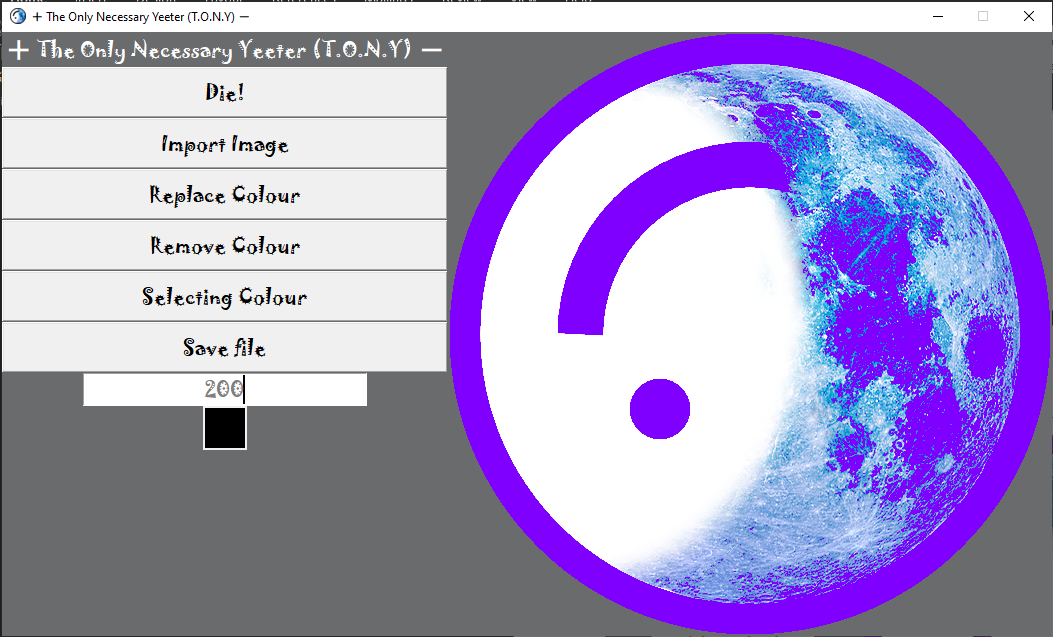 + The Only Necessary Yeeter (T.O.N.Y) −
+ The Only Necessary Yeeter (T.O.N.Y) −
Die!
Import Image
Replace Colour
Remove Colour
Selecting Colour
Save file
200